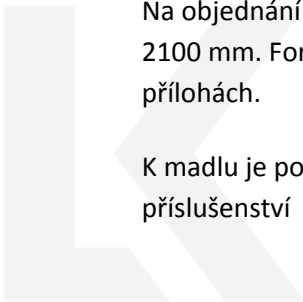 Na objednání
2100 mm. For
přílohách.
K madlu je po
příslušenství